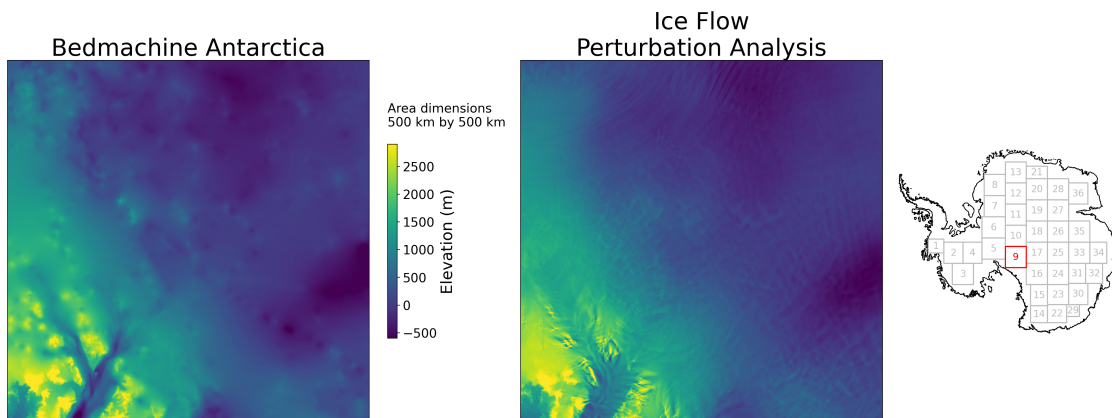 Bedmachine Antarctica
Ice Flow
Perturbation Analysis
Area dimensions
500 km by 500 km
2500
2000
1500
1000
500
0
−500
Elevation (m)
13 21
8 12 20 28 36
7 11 19 27
6 10 18 26 35
1 2 4 5 9 17 25 33 34
3 16 24 31 32
15 23 30
14 22 29